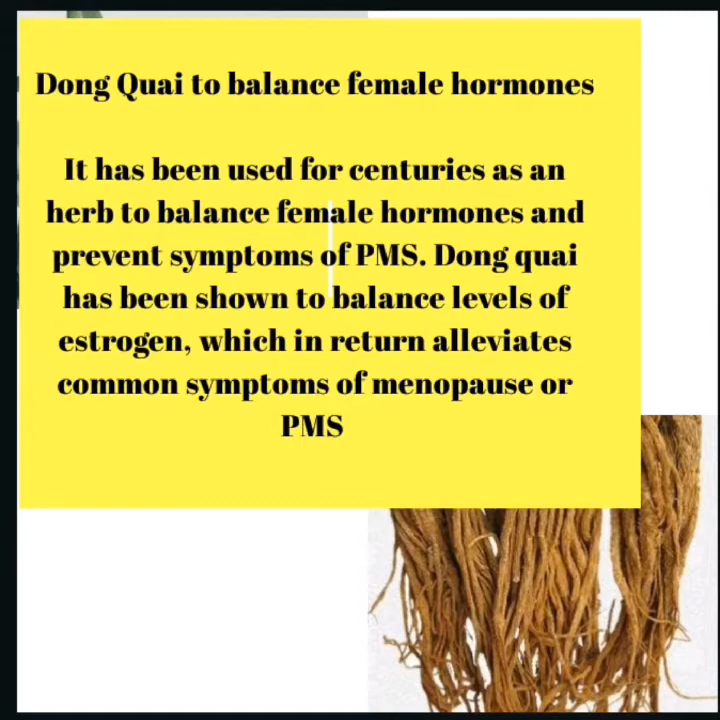 Dong Quai to balance female hormones
It has been used for centuries as an
herb to balance female hormones and
prevent symptoms of PMS. Dong quai
has been shown to balance levels of
estrogen, which in return alleviates
common symptoms of menopause or
PMS